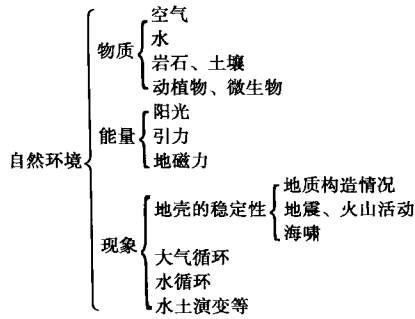 空气
水
物质
岩石、土壤
动植物、微生物
阳光
能量
引力
地磁力
自然环境
地质构造情况
地壳的稳定性
地震、火山活动
海啸
现象
大气循环
水循环
水土演变等